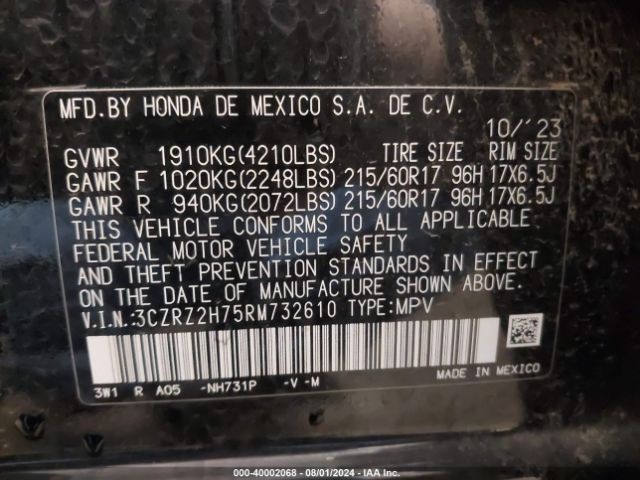 MFD.BY HONDA DE MEXICO S.A. DE C.V.
10/'23
GVWR 1910KG(4210LBS) TIRE SIZE RIM SIZE
GAWR F 1020KG(2248LBS) 215/60R17 96H 17X6.5J
GAWR R 940KG(2072LBS) 215/60R17 96H 17X6.5J
THIS VEHICLE CONFORMS TO ALL APPLICABLE
FEDERAL MOTOR VEHICLE SAFETY
AND THEFT PREVENTION STANDARDS IN EFFECT
ON THE DATE OF MANUFACTURE SHOWN ABOVE.
V.I.N.:3CZRZ2H75RM732610 TYPE:MPV
3W1 R A05 -NH731P -V -M
MADE IN MEXICO
000-40002068 - 08/01/2024 - IAA Inc.